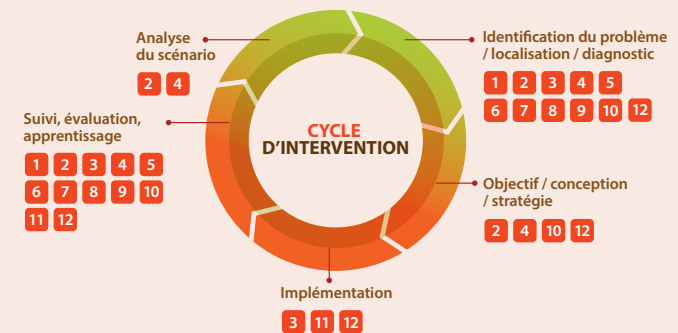 Analyse
du scénario
2 4
Identification du problème
/ localisation / diagnostic
1 2 3 4 5
6 7 8 9 10 12
Suivi, évaluation,
apprentissage
1 2 3 4 5
6 7 8 9 10
11 12
CYCLE
D'INTERVENTION
Objectif / conception
/ stratégie
2 4 10 12
Implémentation
3 11 12